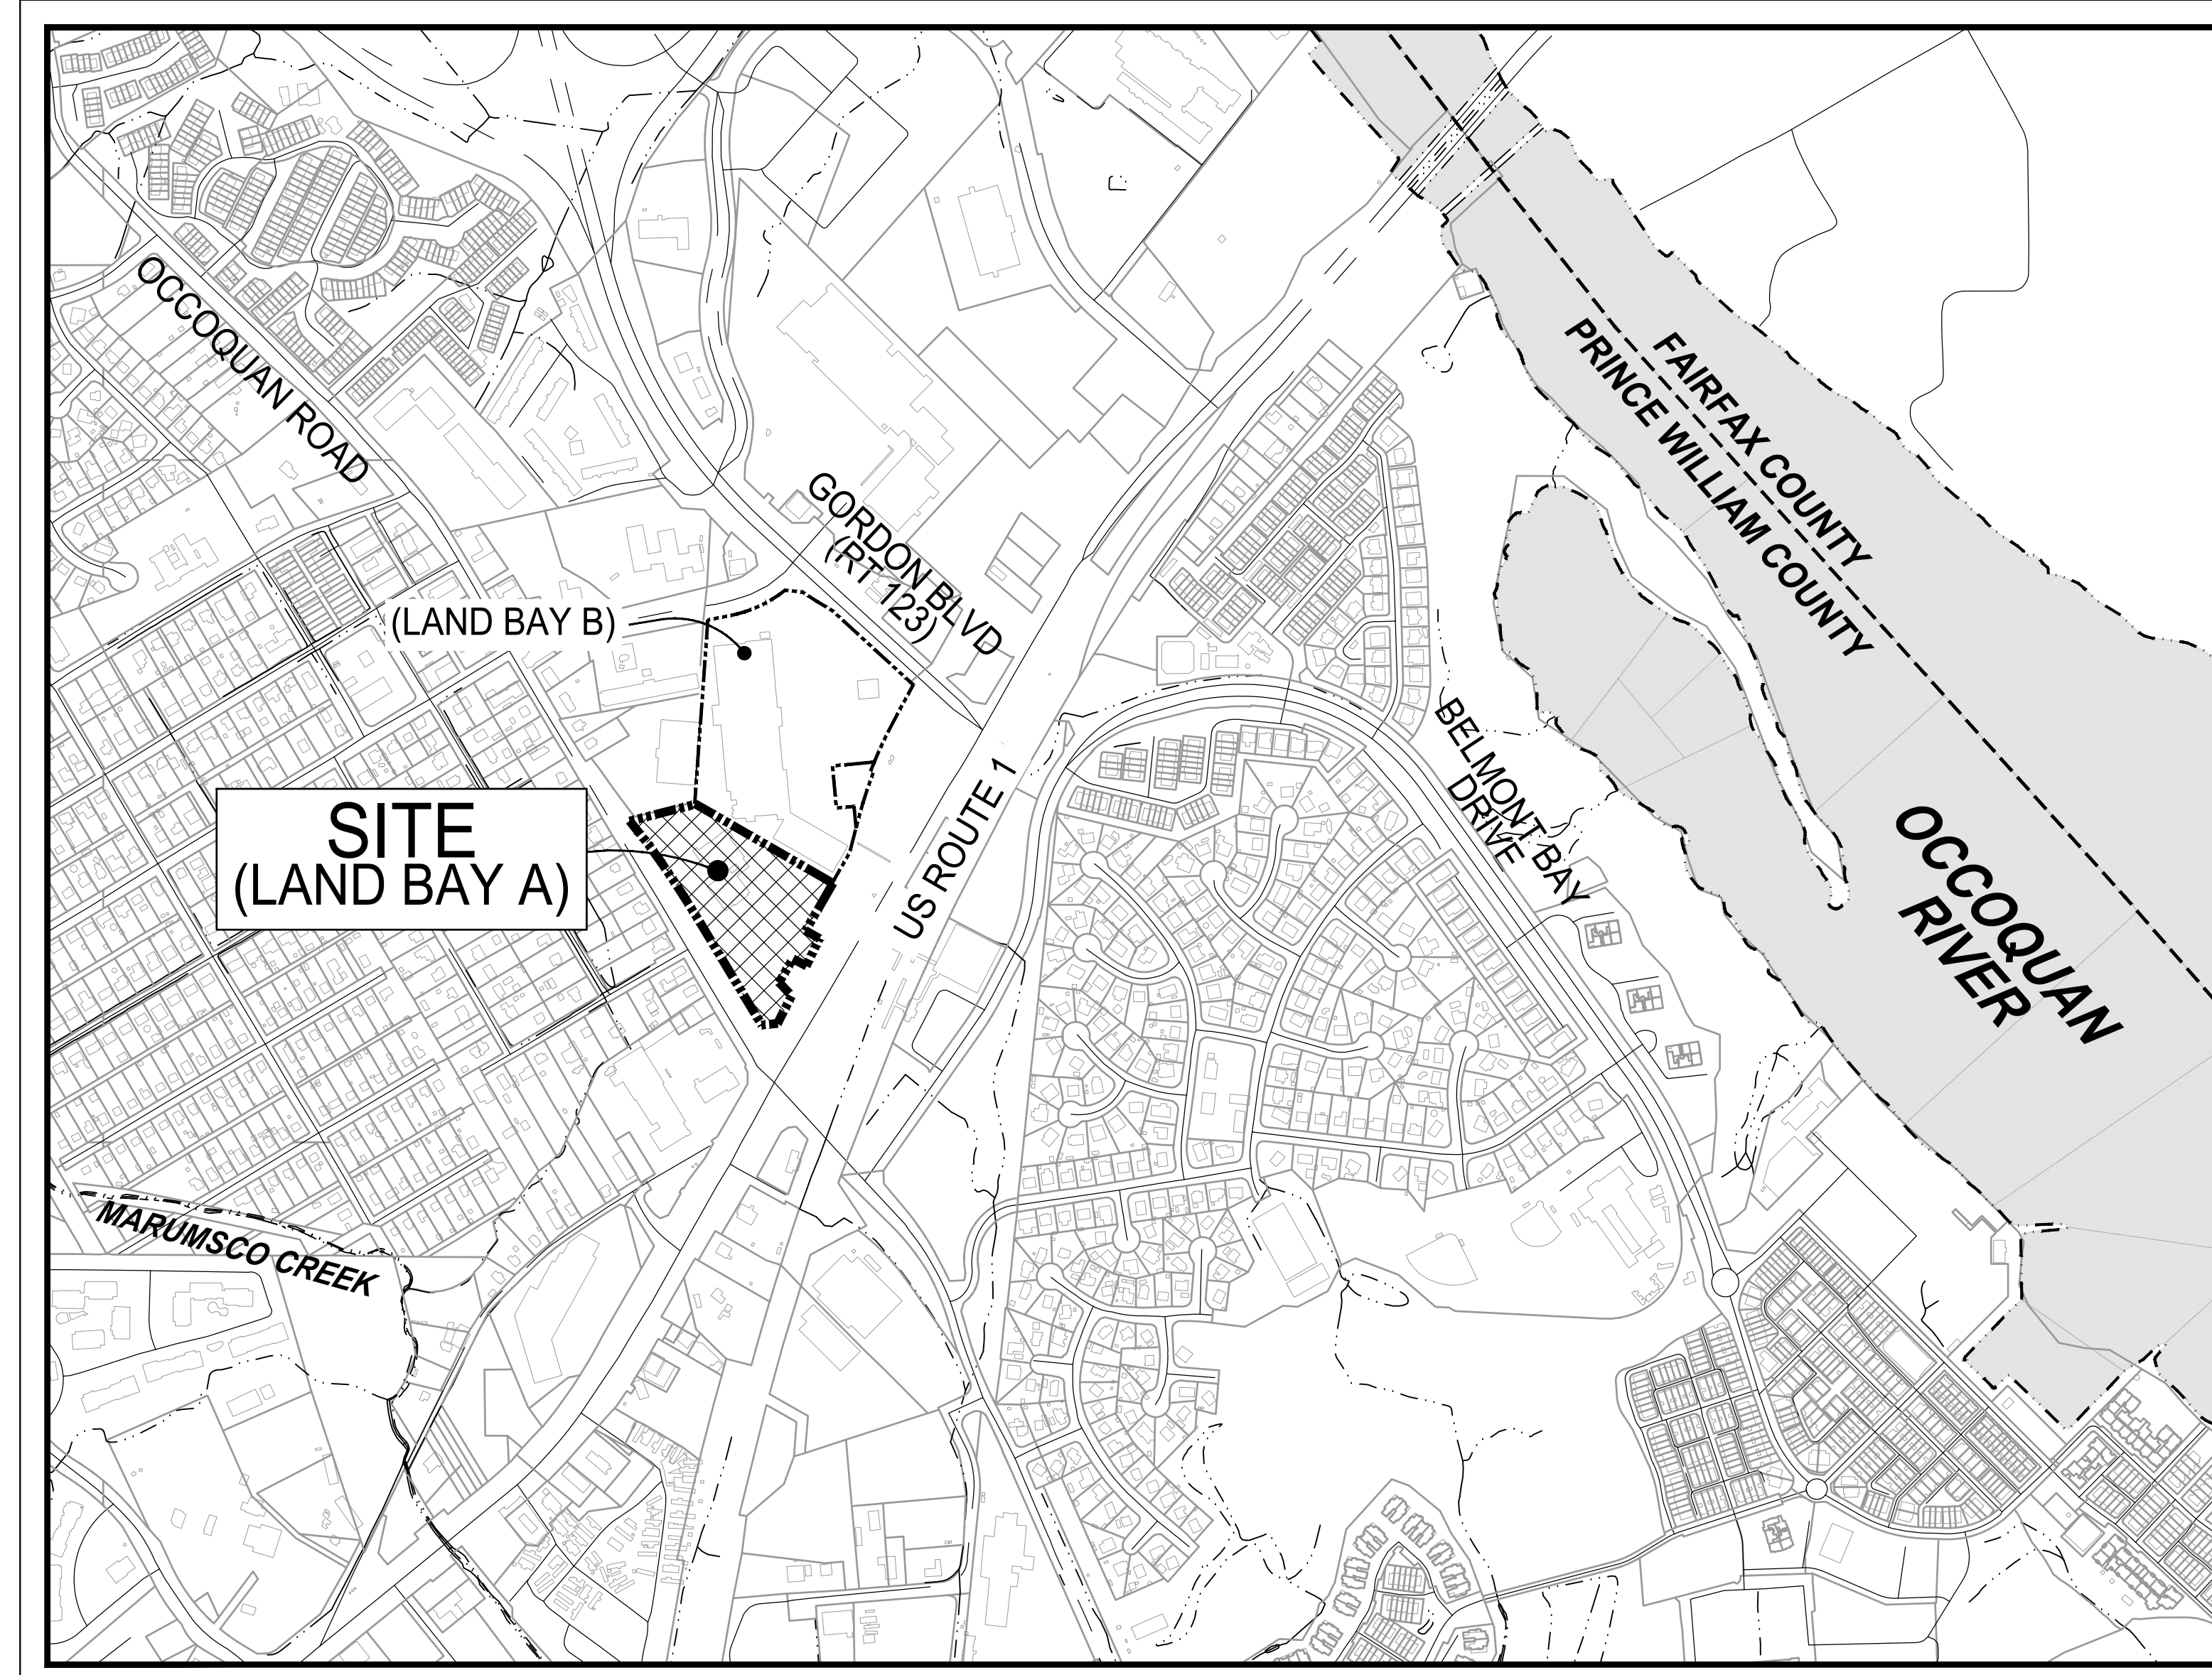 OCCOQUAN ROAD
FAIRFAX COUNTY
PRINCE WILLIAM COUNTY
GORDON BLVD
(RT 123)
(LAND BAY B)
BELMONT BAY
DRIVE
US ROUTE 1
SITE
(LAND BAY A)
OCCOQUAN
RIVER
MARUMSCO CREEK